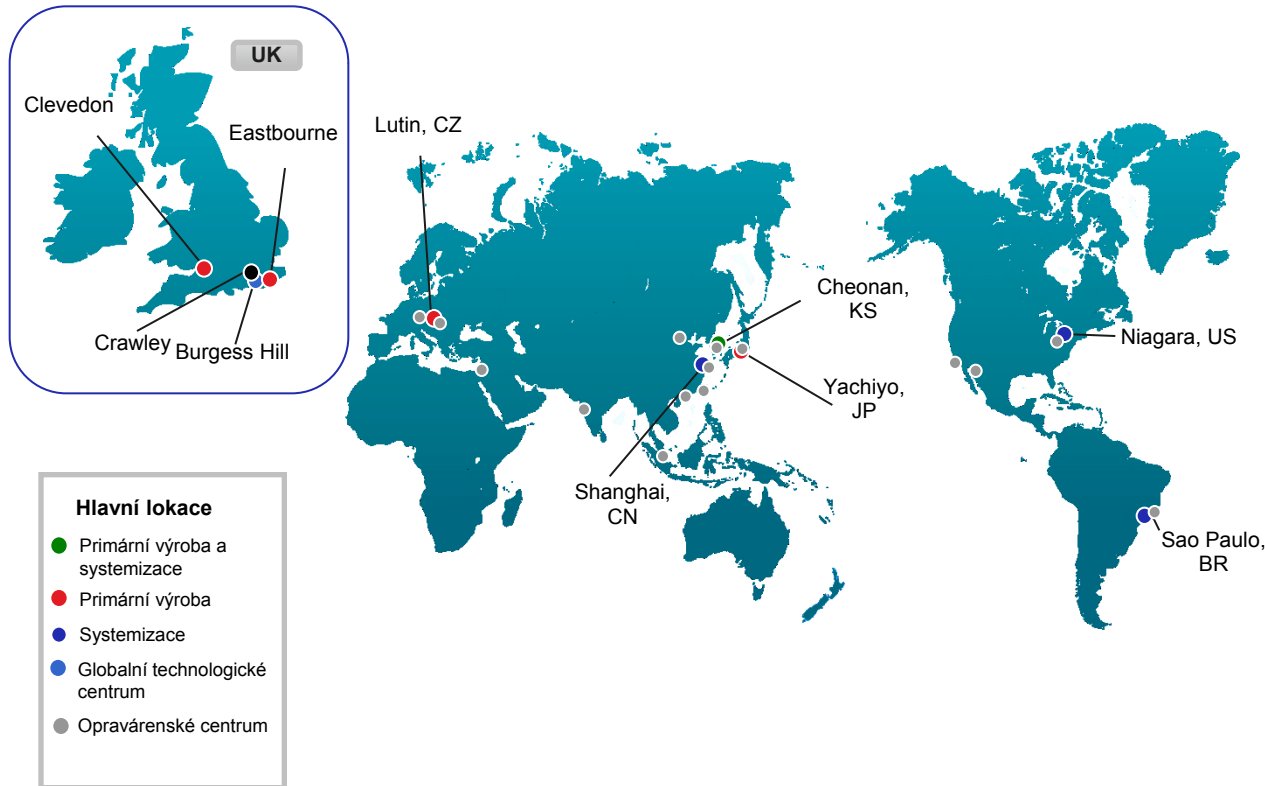 UK
Clevedon
Eastbourne
Crawley
Burgess Hill
Lutin, CZ
Cheonan,
KS
Yachiyo,
JP
Shanghai,
CN
Niagara, US
Sao Paulo,
BR
Hlavní lokace
Primární výroba a
systemizace
Primární výroba
Systemizace
Globalní technologické
centrum
Opravárenské centrum